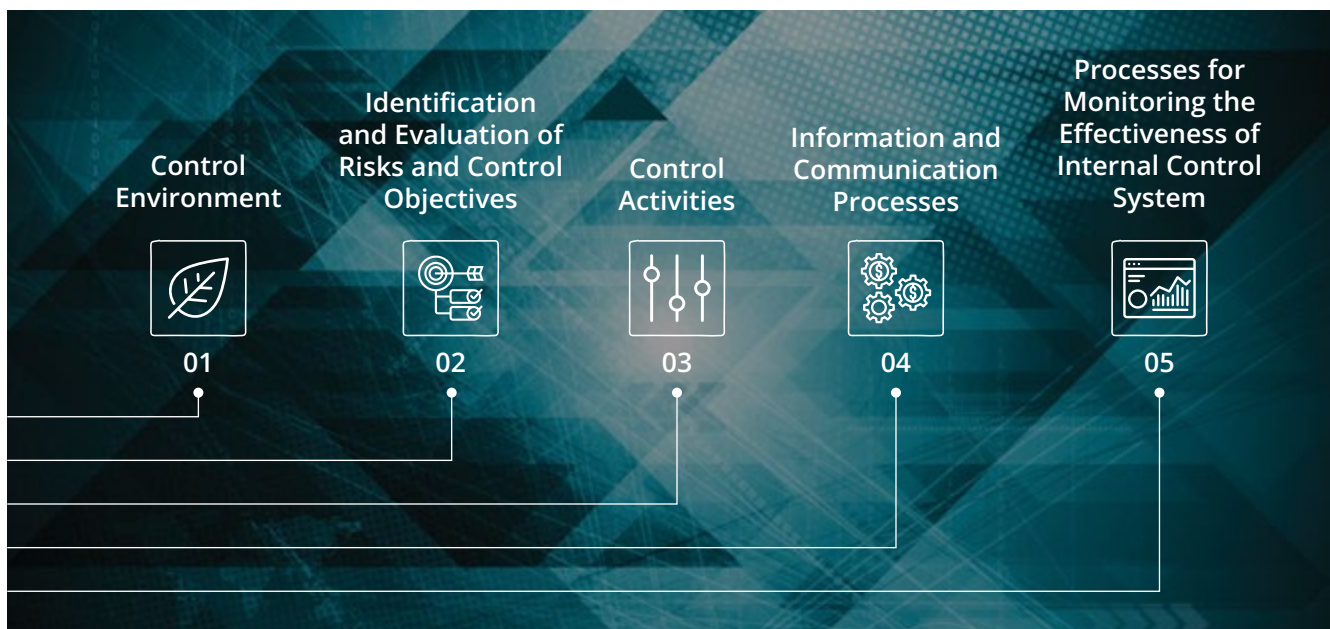 Control
Environment
01
Identification
and Evaluation of
Risks and Control
Objectives
02
Control
Activities
03
Information and
Communication
Processes
04
Processes for
Monitoring the
Effectiveness of
Internal Control
System
05